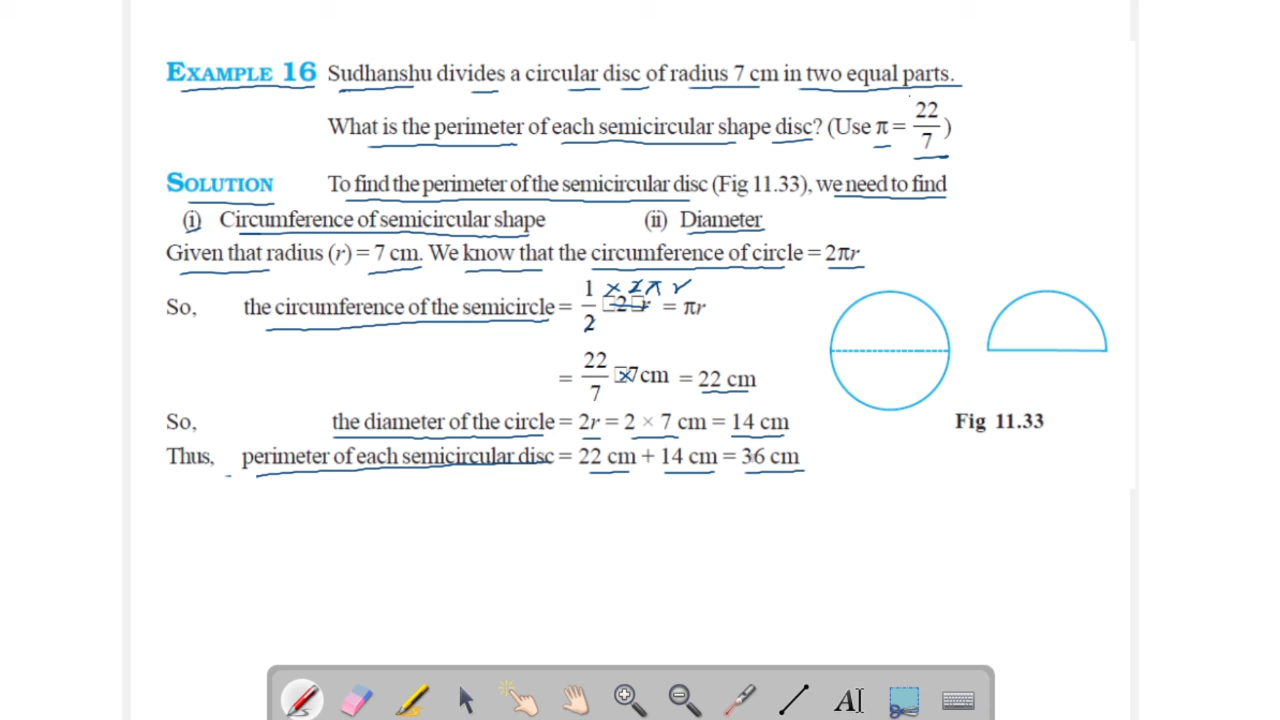 EXAMPLE 16 Sudhanshu divides a circular disc of radius 7 cm in two equal parts.
What is the perimeter of each semicircular shape disc? (Use π = 22/7)
SOLUTION To find the perimeter of the semicircular disc (Fig 11.33), we need to find
(i) Circumference of semicircular shape (ii) Diameter
Given that radius (r) = 7 cm. We know that the circumference of circle = 2πr
So, the circumference of the semicircle = 1/2 × 2 π r = πr
= 22/7 × 7cm = 22 cm
So, the diameter of the circle = 2r = 2 × 7 cm = 14 cm
Thus, perimeter of each semicircular disc = 22 cm + 14 cm = 36 cm
Fig 11.33
AI